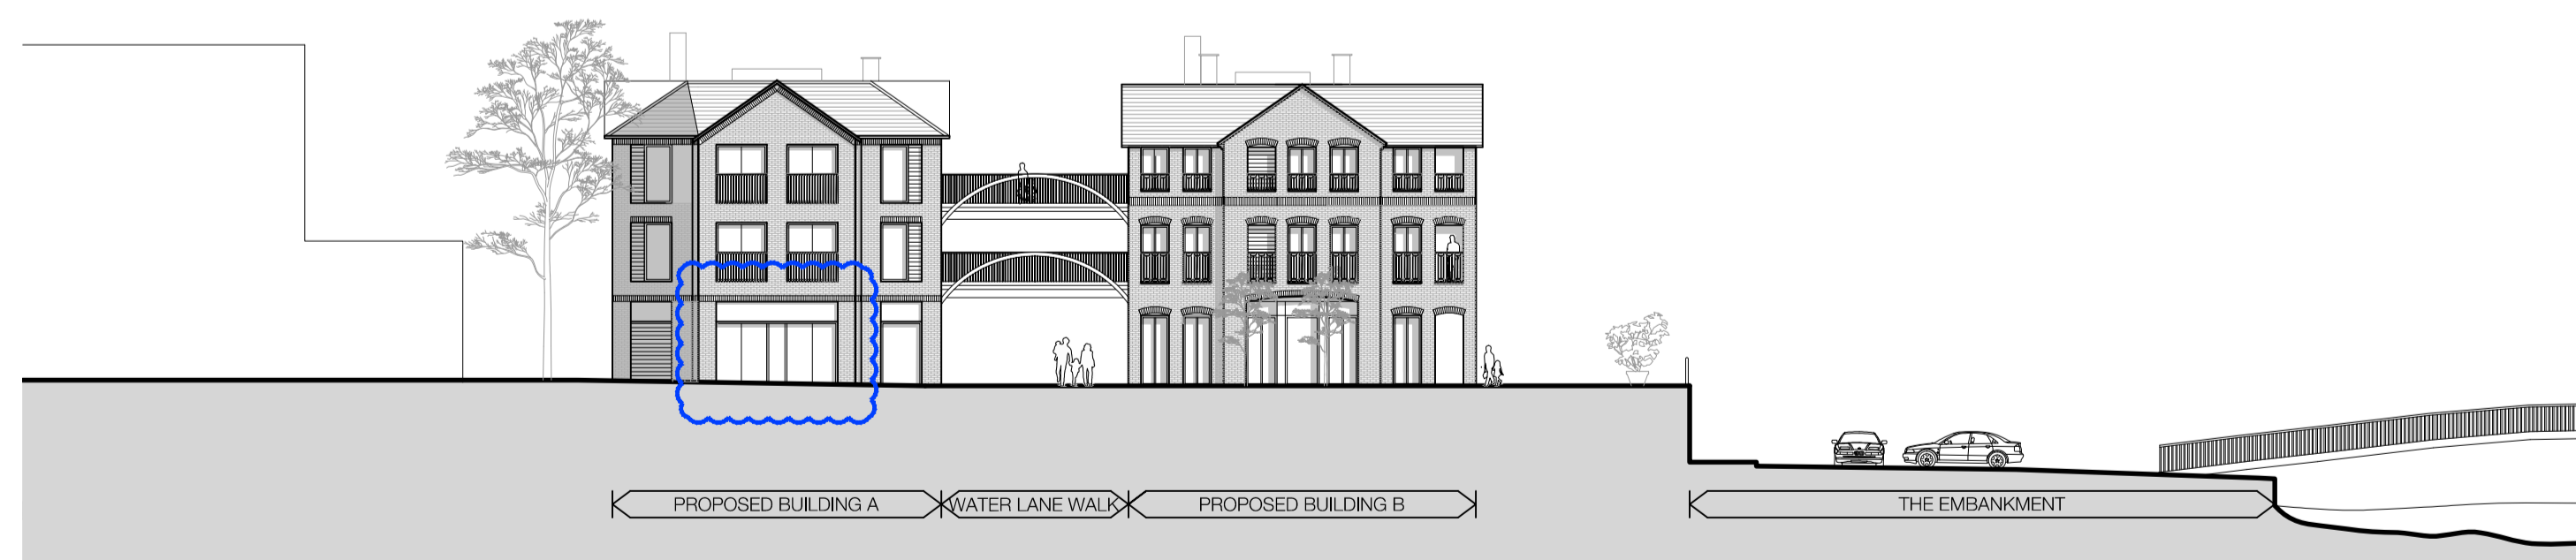 PROPOSED BUILDING A
WATER LANE WALK
PROPOSED BUILDING B
THE EMBANKMENT